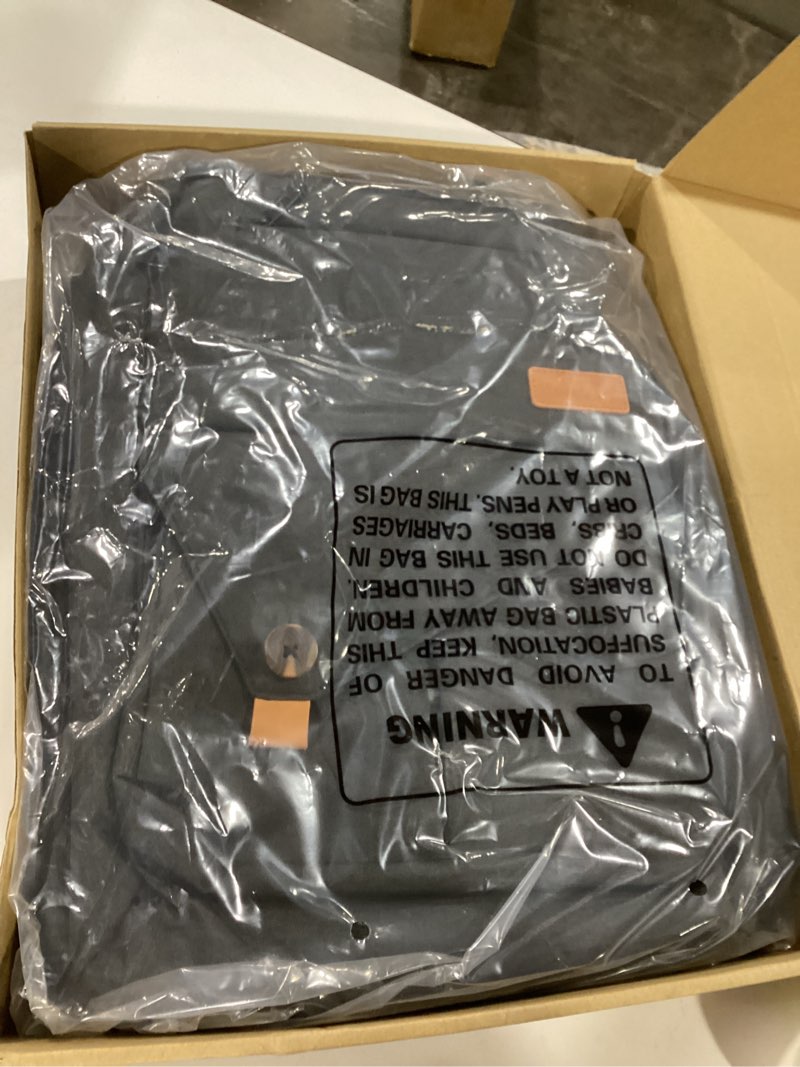 WARNING
TO AVOID DANGER OF
SUFFOCATION, KEEP THIS
PLASTIC BAG AWAY FROM
BABIES AND CHILDREN.
DO NOT USE THIS BAG IN
CRIBS, BEDS, CARRIAGES
OR PLAY PENS. THIS BAG IS
NOT A TOY.